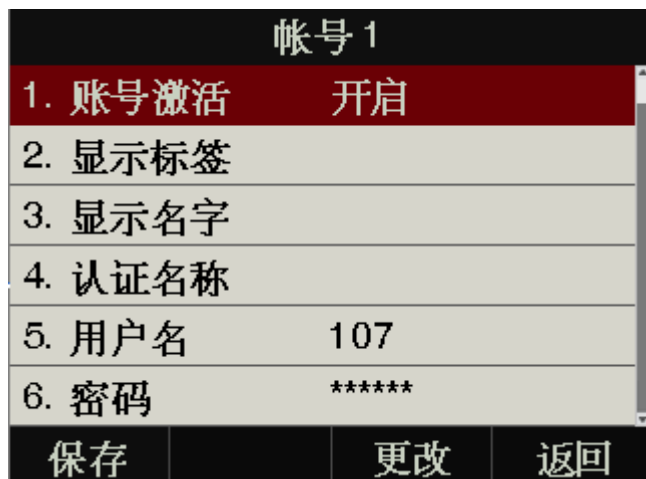 帐号1
1. 账号激活 开启
2. 显示标签
3. 显示名字
4. 认证名称
5. 用户名 107
6. 密码 ******
保存 更改 返回